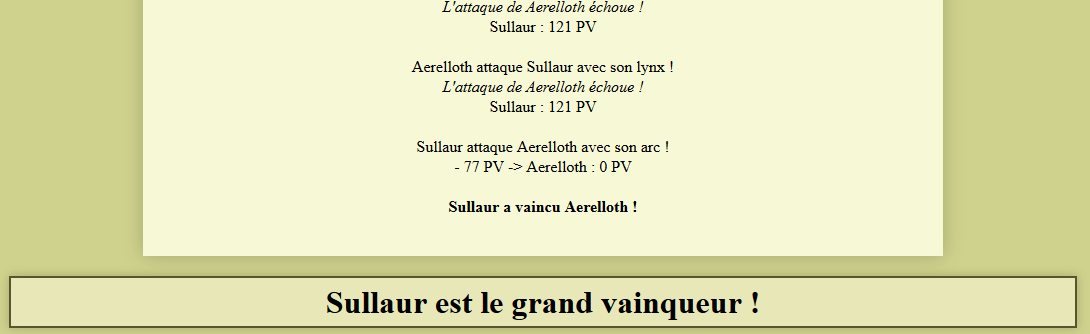 L'attaque de Aerelloth échoue !
Sullaur : 121 PV
Aerelloth attaque Sullaur avec son lynx !
L'attaque de Aerelloth échoue !
Sullaur : 121 PV
Sullaur attaque Aerelloth avec son arc !
- 77 PV -> Aerelloth : 0 PV
Sullaur a vaincu Aerelloth !
Sullaur est le grand vainqueur !